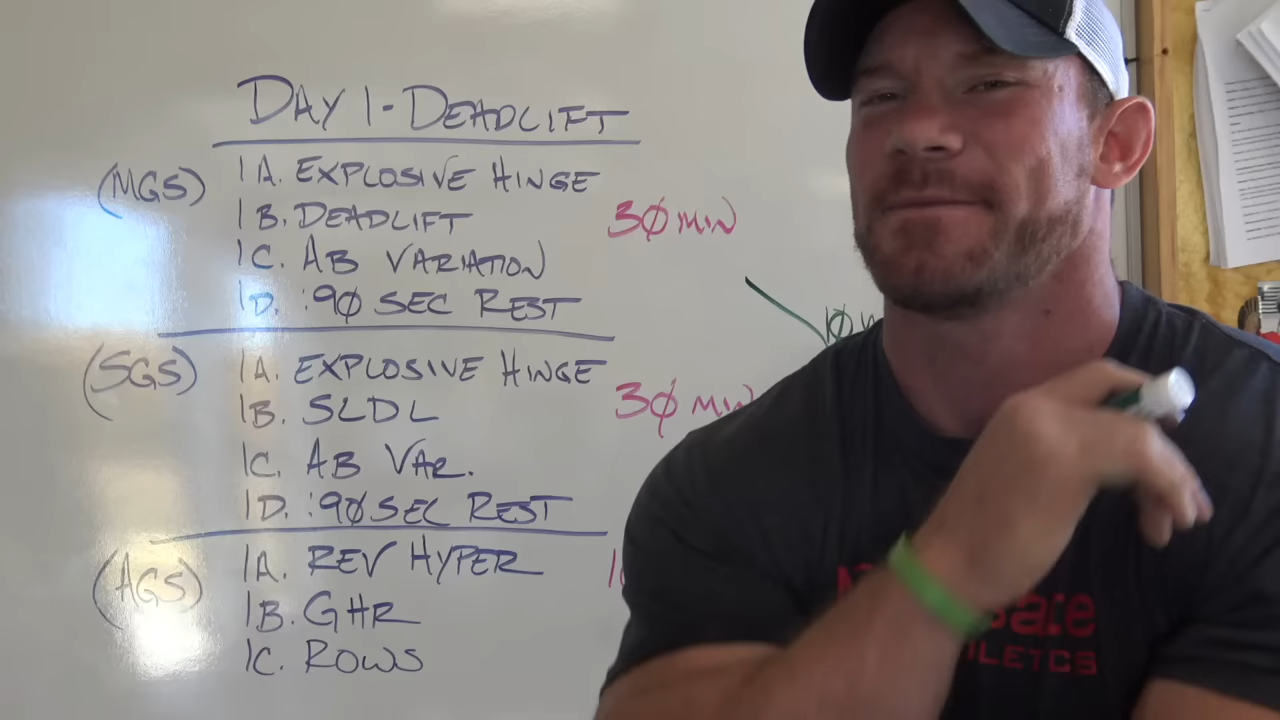 DAY 1 - DEADLIFT
(MGS)
1A. EXPLOSIVE HINGE
1B. DEADLIFT
1C. AB VARIATION
1D. :90 SEC REST
30 MIN
(SGS)
1A. EXPLOSIVE HINGE
1B. SLDL
1C. AB VAR.
1D. :90 SEC REST
30 MIN
(AGS)
1A. REV HYPER
1B. GHR
1C. ROWS